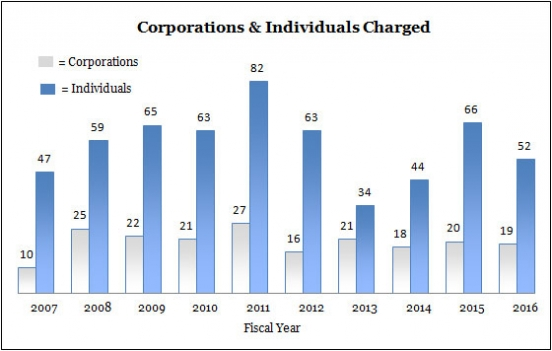 Corporations & Individuals Charged
= Corporations
= Individuals
10 47 25 59 22 65 21 63 27 82 16 63 21 34 18 44 20 66 19 52
2007 2008 2009 2010 2011 2012 2013 2014 2015 2016
Fiscal Year